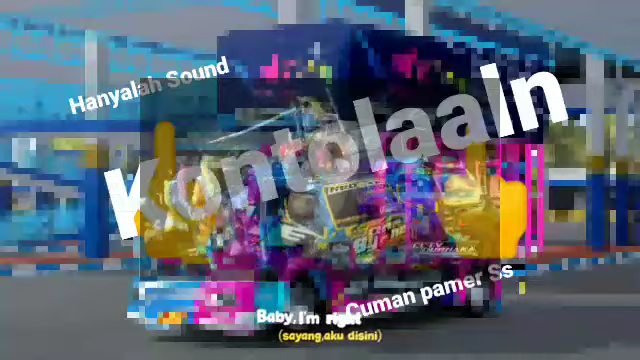 Hanyalah Sound
Kontolaaln
Cuman pamer Ss
Baby, I'm right
(sayang,aku disini)